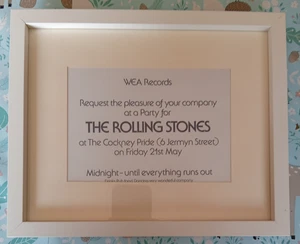 WEA Records
Request the pleasure of your company
at a Party for
THE ROLLING STONES
at The Cockney Pride (6 Jermyn Street)
on Friday 21st May
Midnight – until everything runs out